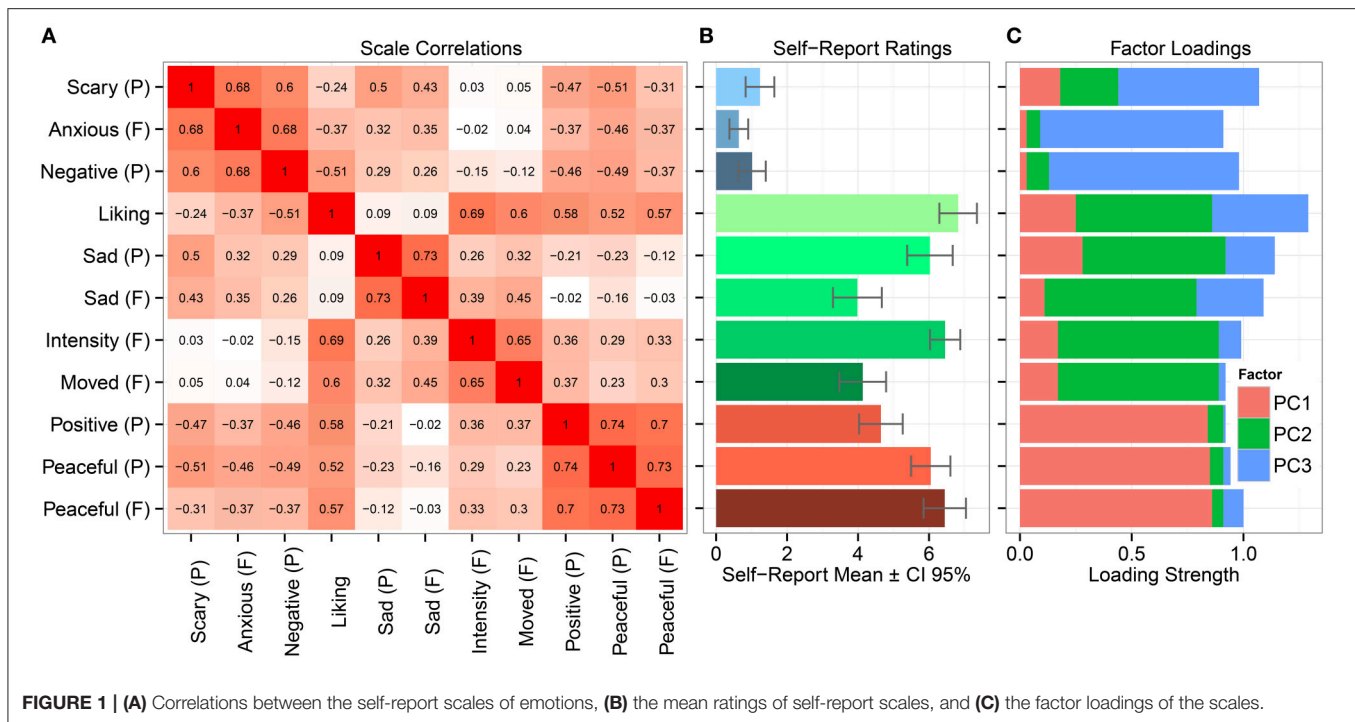 A
Scale Correlations
Scary (P) 1 0.68 0.6 −0.24 0.5 0.43 0.03 0.05 −0.47 −0.51 −0.31
Anxious (F) 0.68 1 0.68 −0.37 0.32 0.35 −0.02 0.04 −0.37 −0.46 −0.37
Negative (P) 0.6 0.68 1 −0.51 0.29 0.26 −0.15 −0.12 −0.46 −0.49 −0.37
Liking −0.24 −0.37 −0.51 1 0.09 0.09 0.69 0.6 0.58 0.52 0.57
Sad (P) 0.5 0.32 0.29 0.09 1 0.73 0.26 0.32 −0.21 −0.23 −0.12
Sad (F) 0.43 0.35 0.26 0.09 0.73 1 0.39 0.45 −0.02 −0.16 −0.03
Intensity (F) 0.03 −0.02 −0.15 0.69 0.26 0.39 1 0.65 0.36 0.29 0.33
Moved (F) 0.05 0.04 −0.12 0.6 0.32 0.45 0.65 1 0.37 0.23 0.3
Positive (P) −0.47 −0.37 −0.46 0.58 −0.21 −0.02 0.36 0.37 1 0.74 0.7
Peaceful (P) −0.51 −0.46 −0.49 0.52 −0.23 −0.16 0.29 0.23 0.74 1 0.73
Peaceful (F) −0.31 −0.37 −0.37 0.57 −0.12 −0.03 0.33 0.3 0.7 0.73 1
Scary (P)
Anxious (F)
Negative (P)
Liking
Sad (P)
Sad (F)
Intensity (F)
Moved (F)
Positive (P)
Peaceful (P)
Peaceful (F)
B
Self−Report Ratings
0 2 4 6
Self−Report Mean ± CI 95%
C
Factor Loadings
Factor
PC1
PC2
PC3
0.0 0.5 1.0
Loading Strength
FIGURE 1 | (A) Correlations between the self-report scales of emotions, (B) the mean ratings of self-report scales, and (C) the factor loadings of the scales.